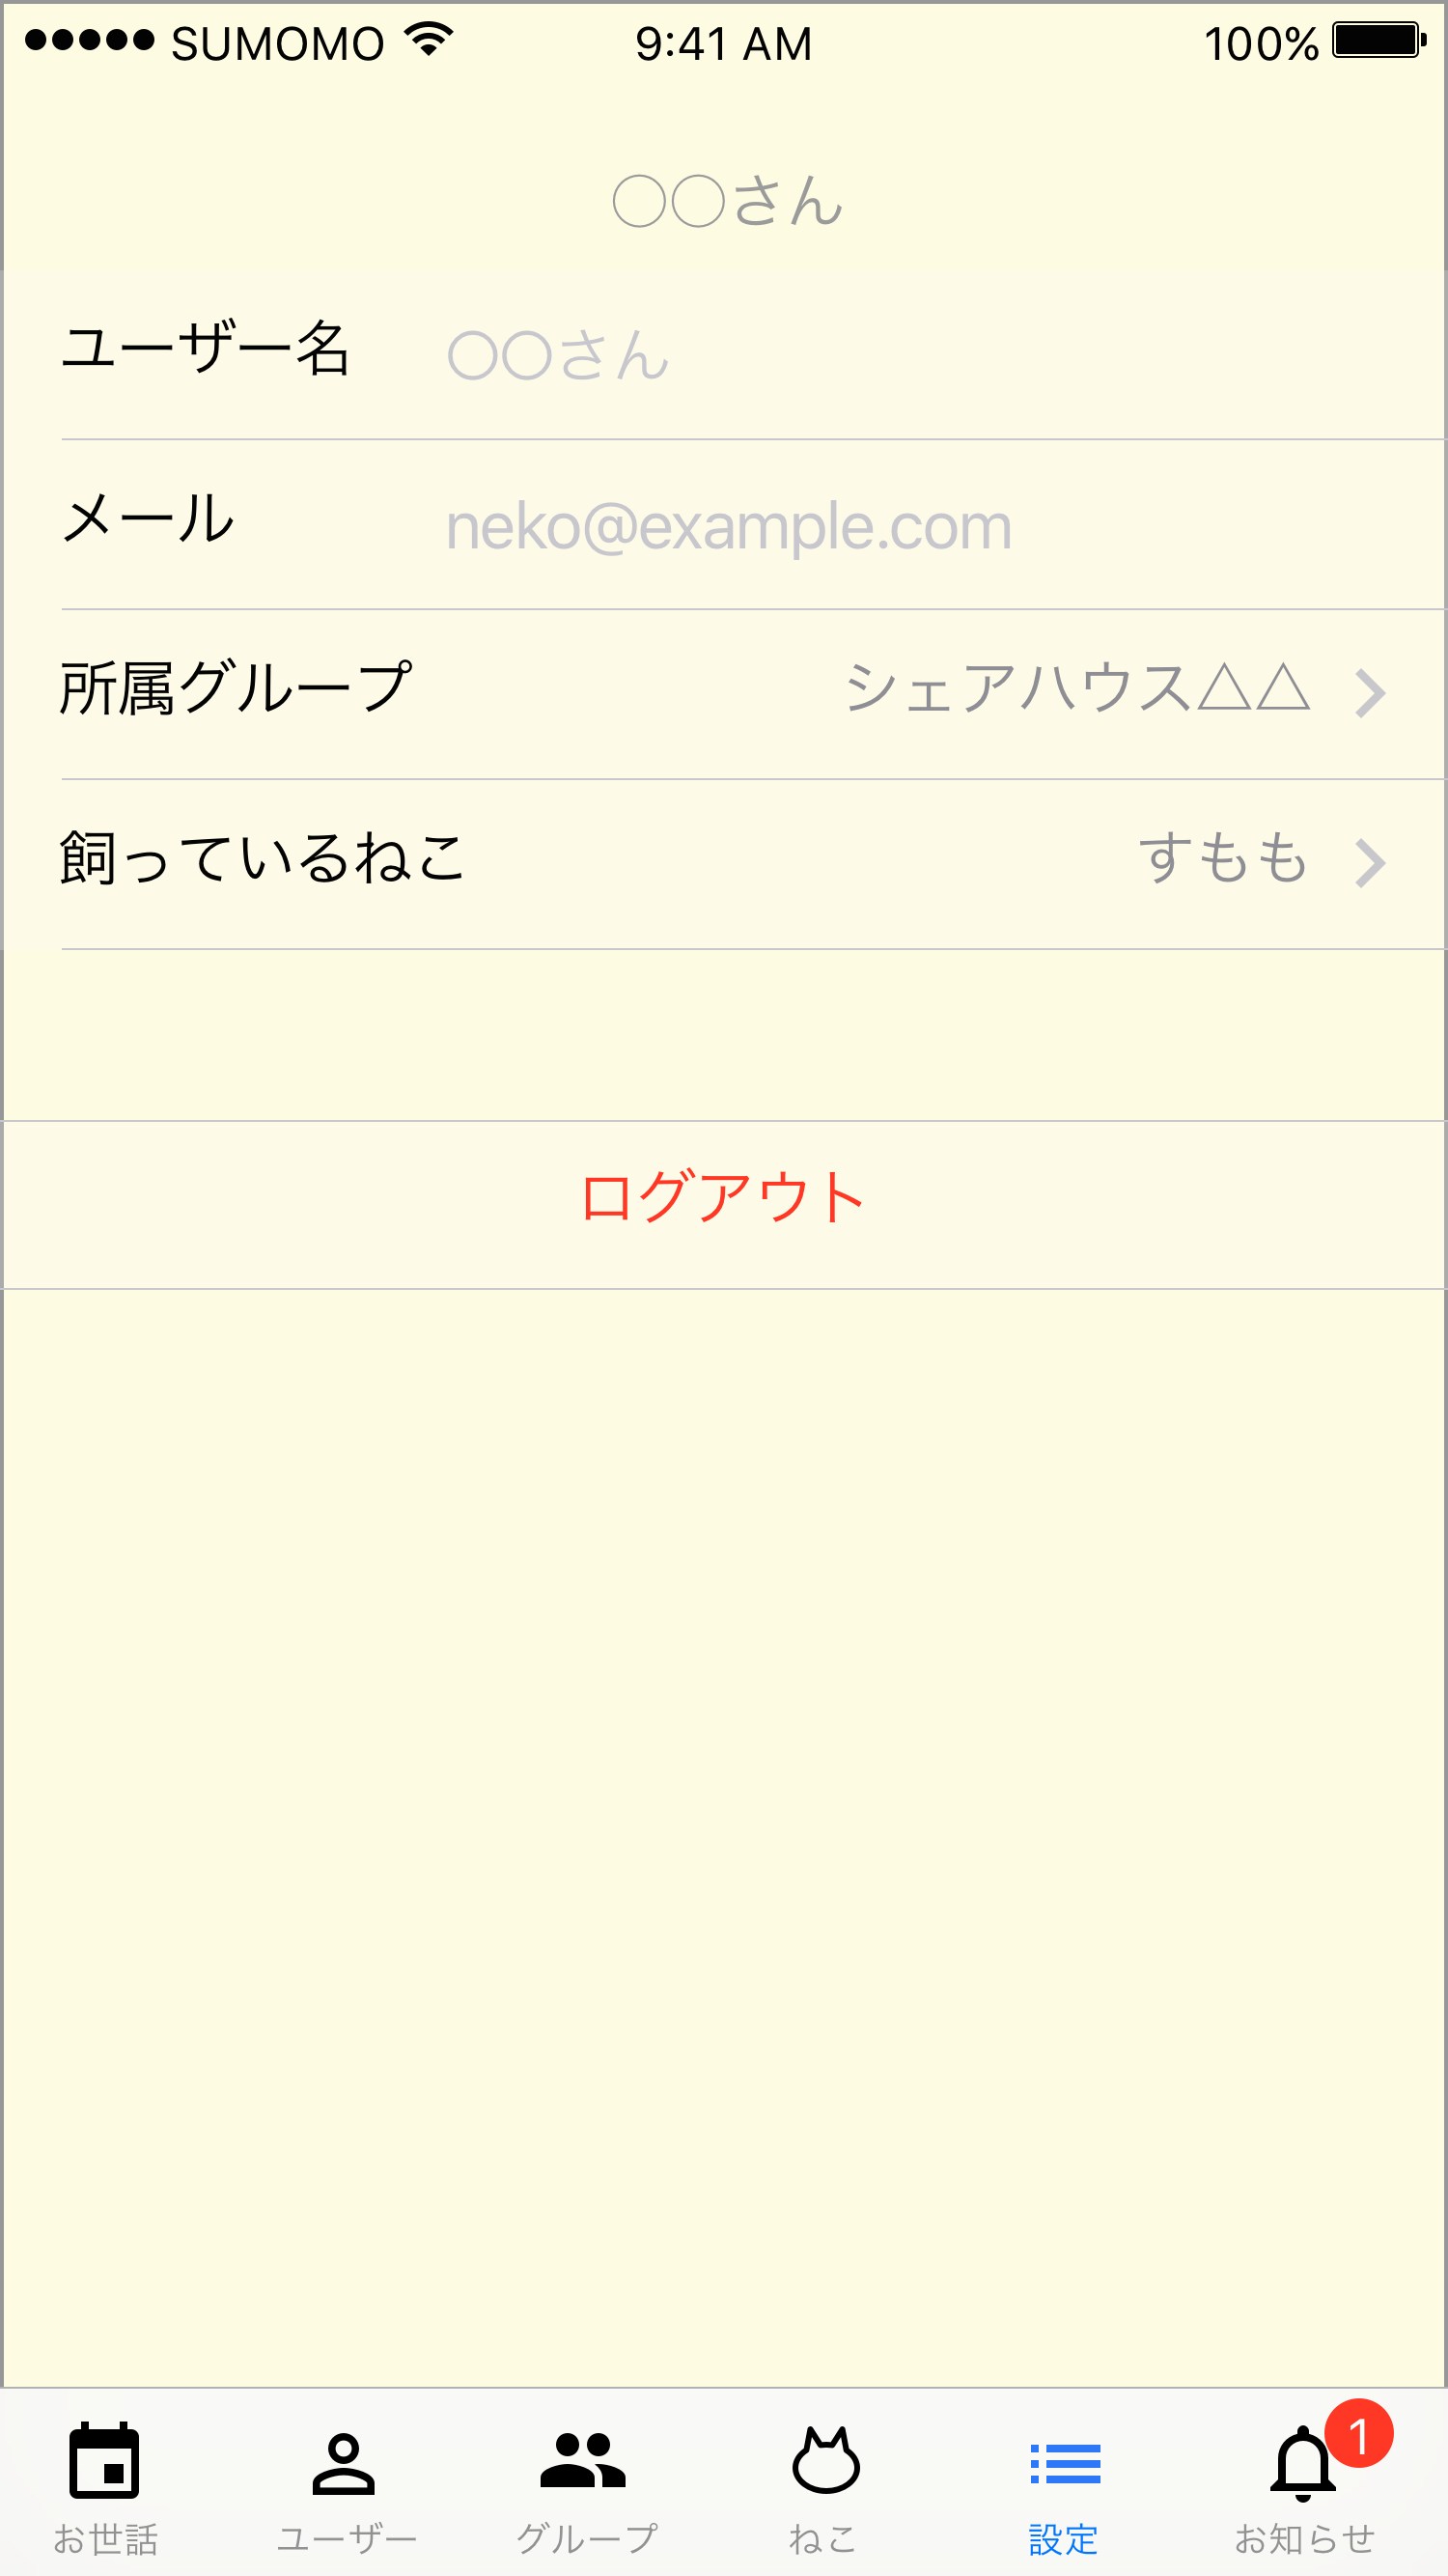 SUMOMO 9:41 AM 100%
○○さん
ユーザー名 ○○さん
メール neko@example.com
所属グループ シェアハウス△△
飼っているねこ すもも
ログアウト
1
お世話 ユーザー グループ ねこ 設定 お知らせ